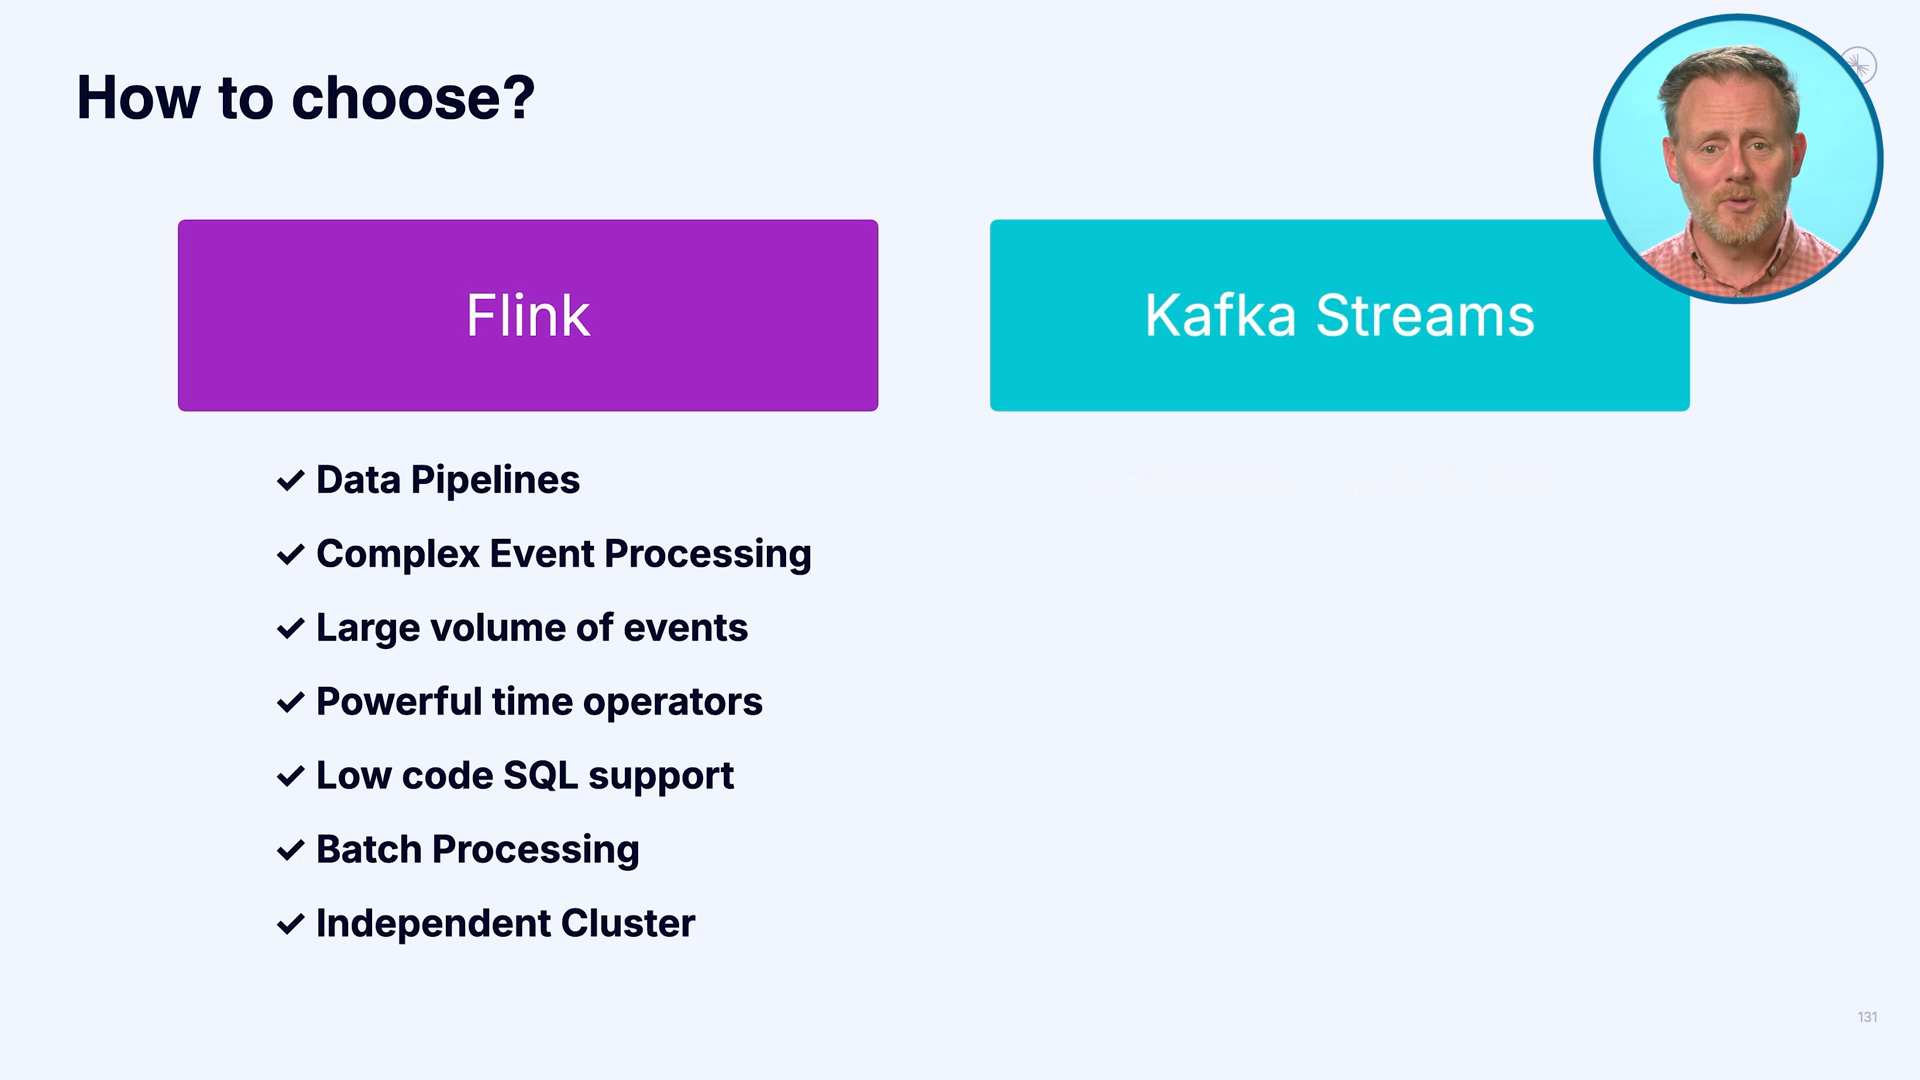 How to choose?
Flink
Kafka Streams
✓ Data Pipelines
✓ Complex Event Processing
✓ Large volume of events
✓ Powerful time operators
✓ Low code SQL support
✓ Batch Processing
✓ Independent Cluster
131